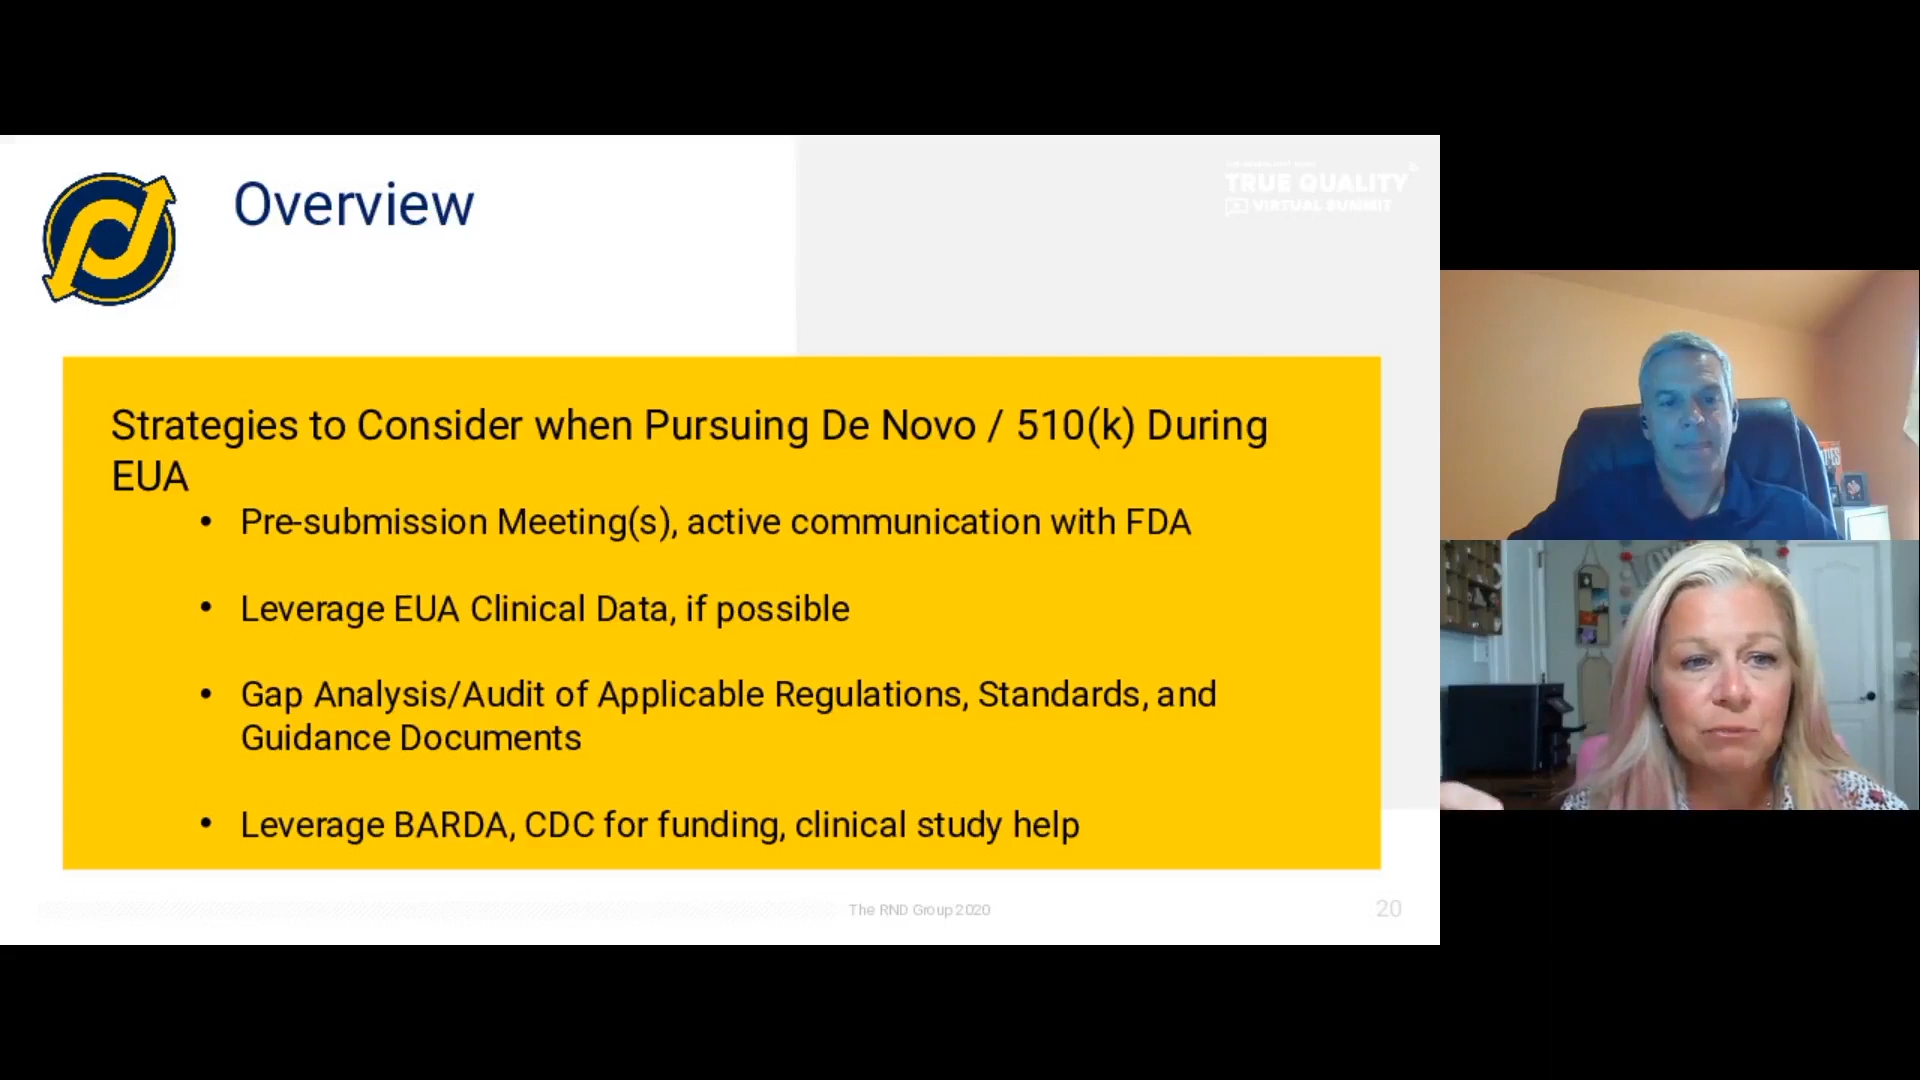 Overview
TRUE QUALITY
VIRTUAL SUMMIT
Strategies to Consider when Pursuing De Novo / 510(k) During
EUA
• Pre-submission Meeting(s), active communication with FDA
• Leverage EUA Clinical Data, if possible
• Gap Analysis/Audit of Applicable Regulations, Standards, and
Guidance Documents
• Leverage BARDA, CDC for funding, clinical study help
The RND Group 2020
20